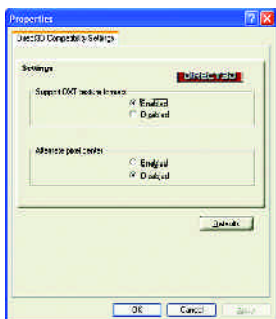 Properties
Direct3D Compatibility Settings
Settings
DIRECT3D
Support DXT texture formats
Enabled
Disabled
Alternate pixel center
Enabled
Disabled
Defaults
OK
Cancel
Apply